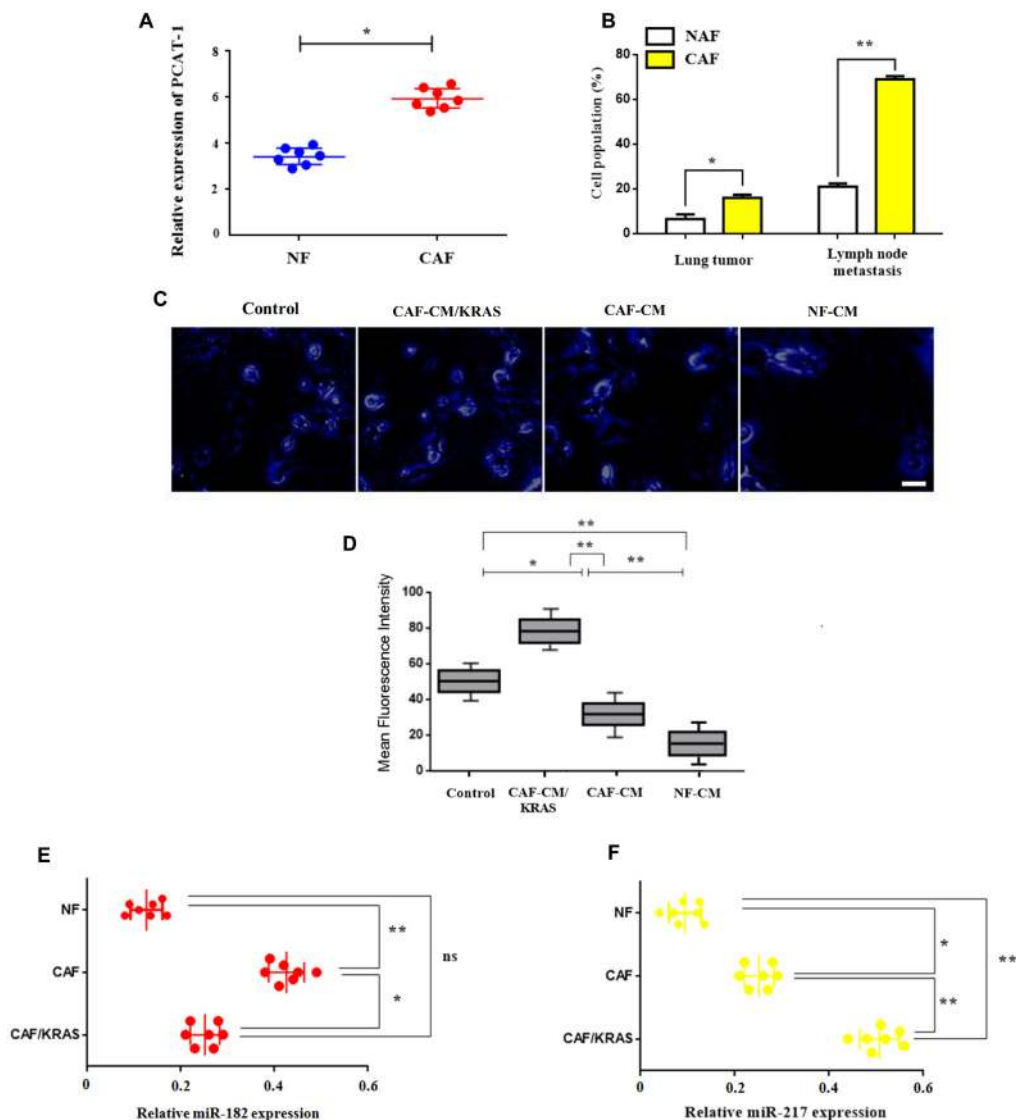 A
*
Relative expression of PCAT-1
8
6
4
2
0
NF
CAF
B
NAF
CAF
Cell population (%)
80
60
40
20
0
*
**
Lung tumor
Lymph node
metastasis
C
Control
CAF-CM/KRAS
CAF-CM
NF-CM
D
**
**
*
**
Mean Fluorescence Intensity
100
80
60
40
20
0
Control
CAF-CM/
KRAS
CAF-CM
NF-CM
E
NF
CAF
CAF/KRAS
**
ns
*
0
0.2
0.4
0.6
Relative miR-182 expression
F
NF
CAF
CAF/KRAS
*
**
**
0
0.2
0.4
0.6
Relative miR-217 expression